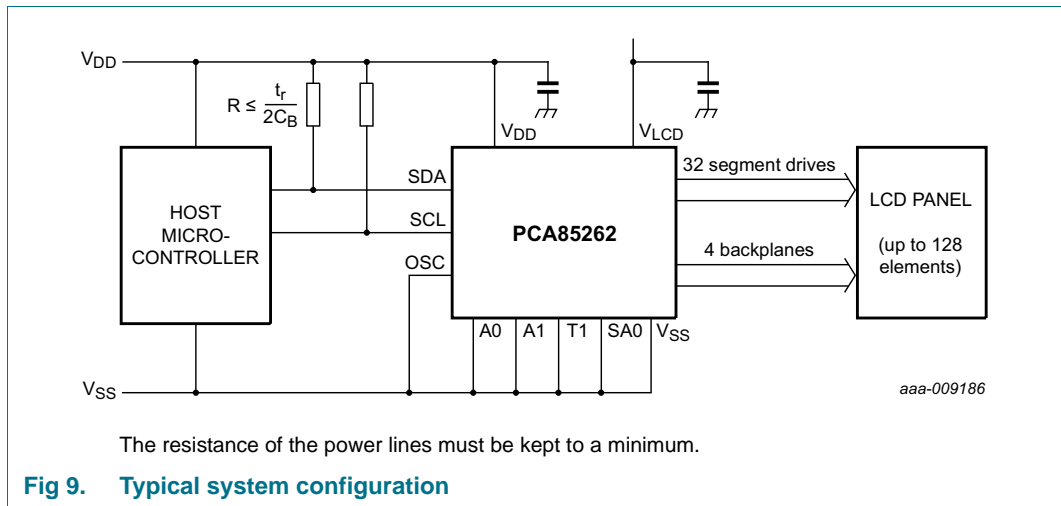 VDD
R ≤ tr
2CB
VDD
VLCD
HOST
MICRO-
CONTROLLER
SDA
SCL
OSC
PCA85262
32 segment drives
4 backplanes
LCD PANEL
(up to 128
elements)
A0 A1 T1 SA0 VSS
VSS
aaa-009186
The resistance of the power lines must be kept to a minimum.
Fig 9. Typical system configuration